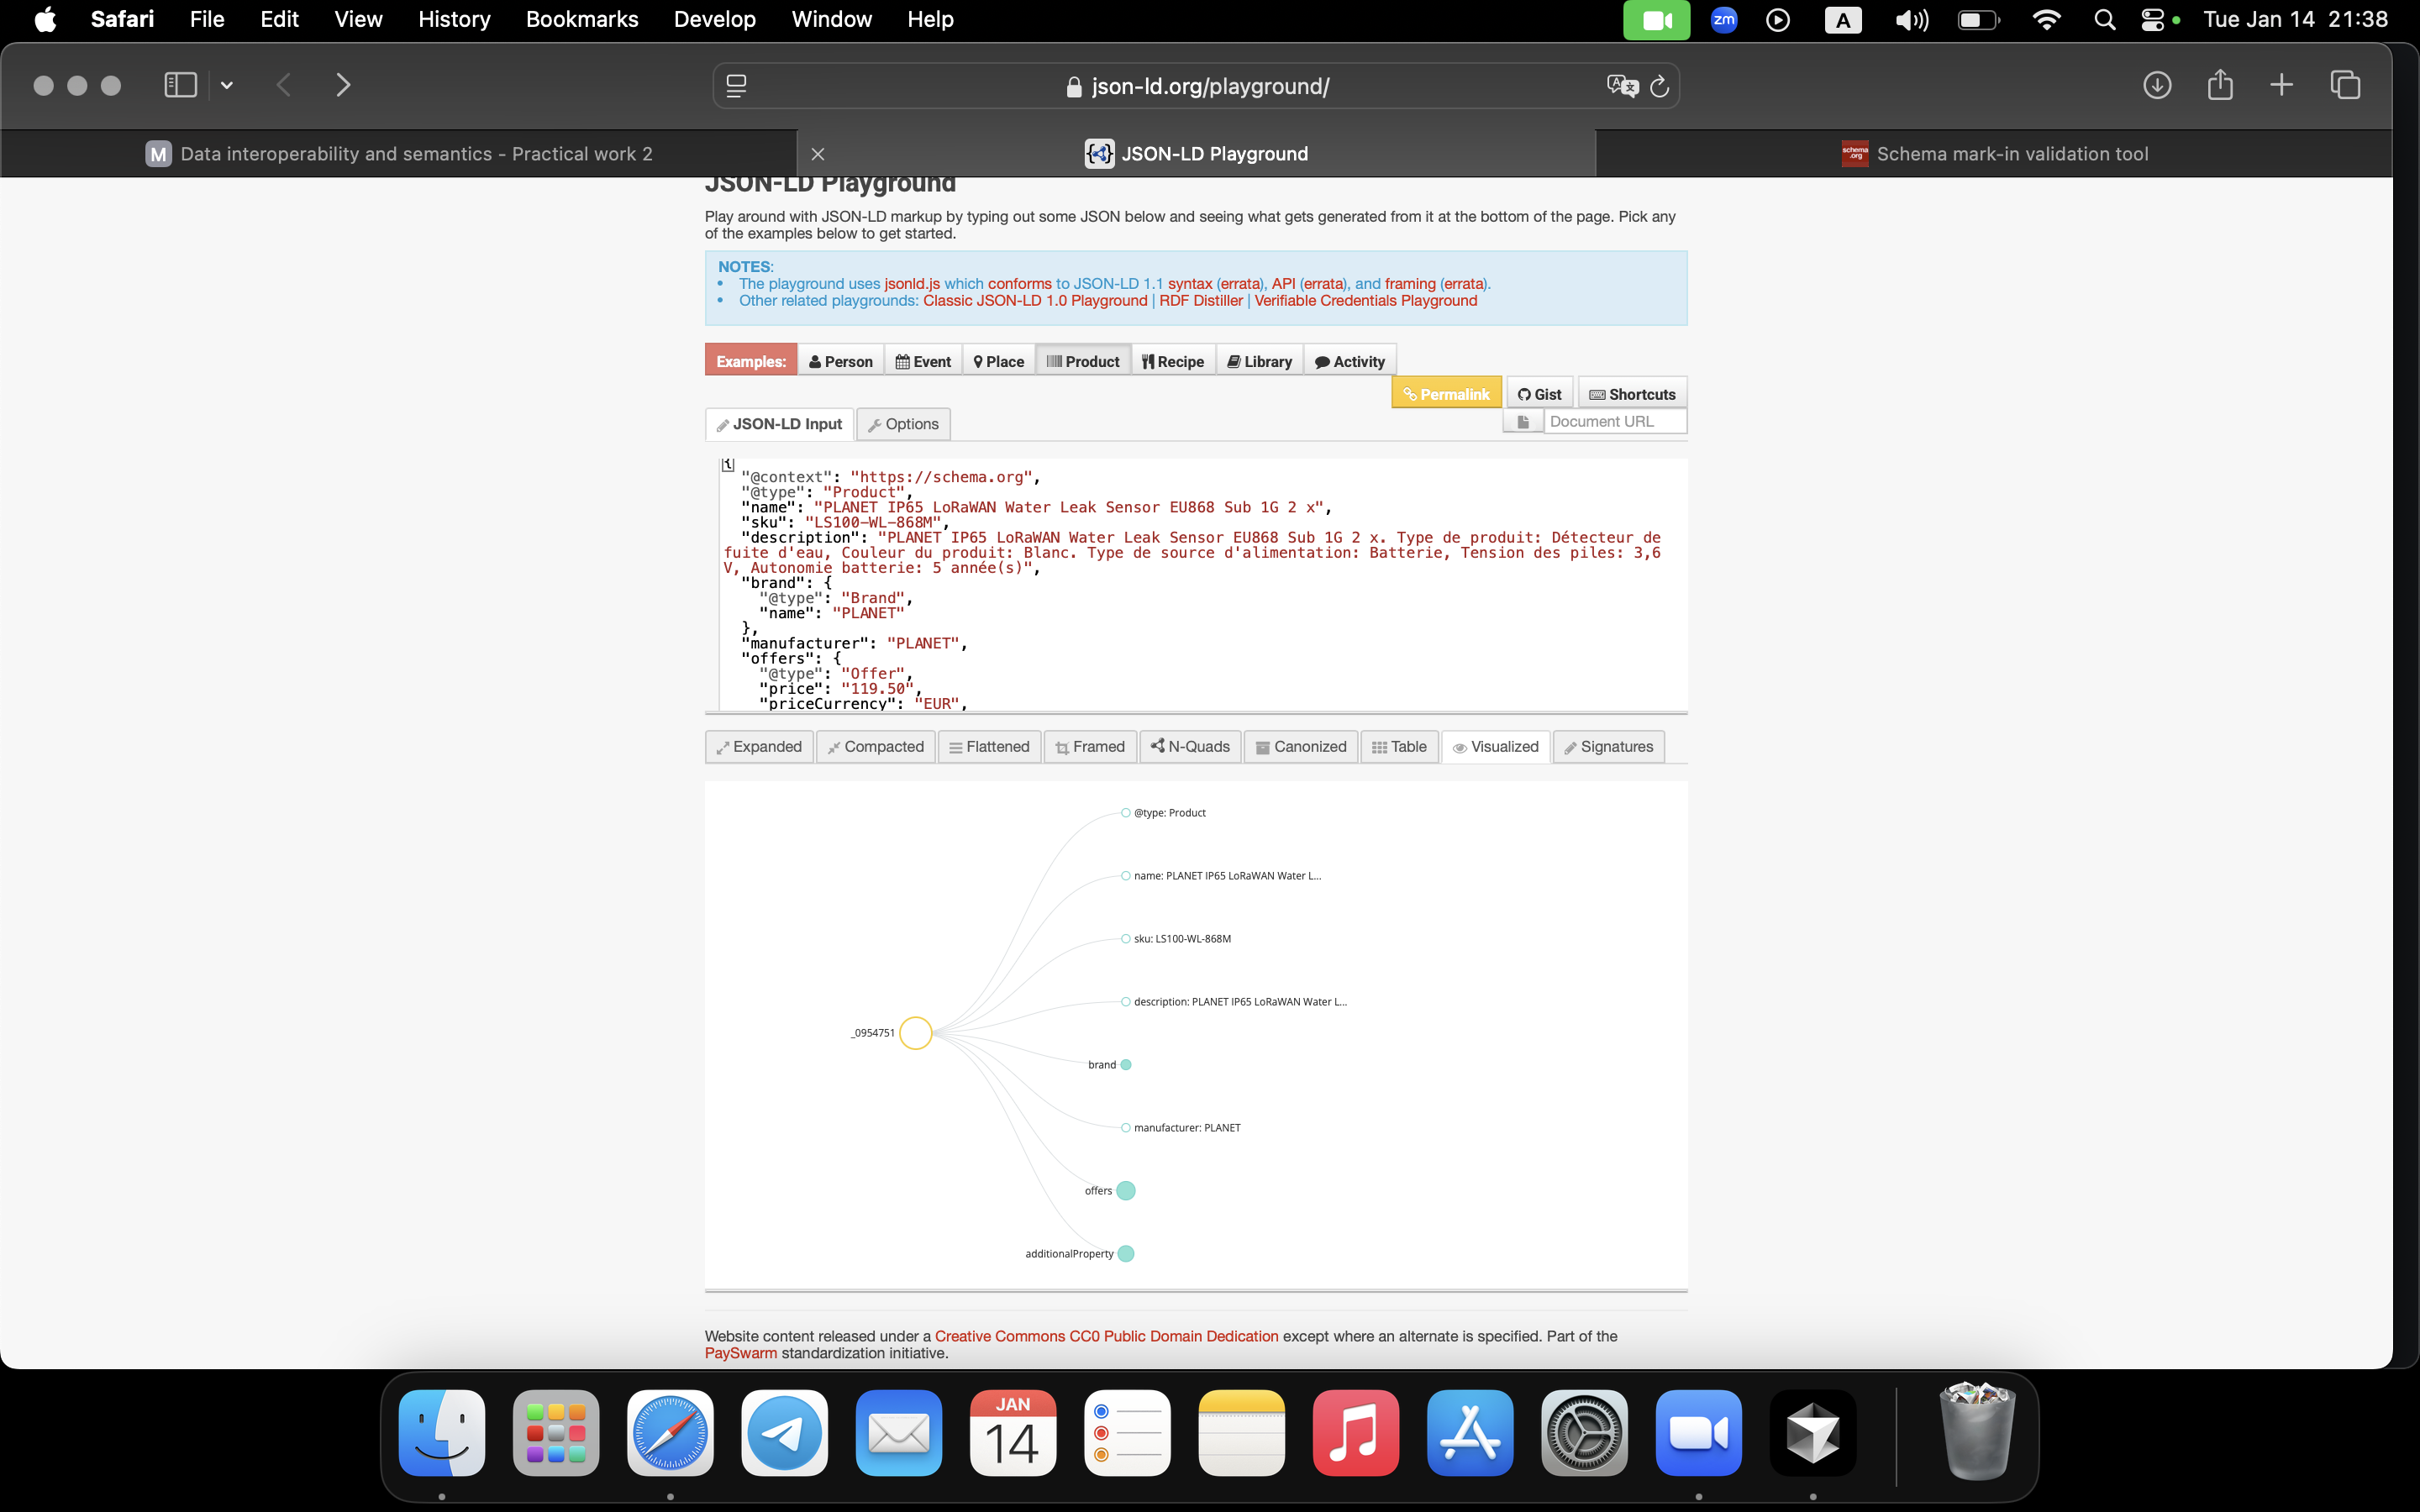 Safari File Edit View History Bookmarks Develop Window Help zm A Tue Jan 14 21:38
json-ld.org/playground/
M Data interoperability and semantics - Practical work 2
JSON-LD Playground
schema.org Schema mark-in validation tool
JSON-LD Playground
Play around with JSON-LD markup by typing out some JSON below and seeing what gets generated from it at the bottom of the page. Pick any
of the examples below to get started.
NOTES:
• The playground uses jsonld.js which conforms to JSON-LD 1.1 syntax (errata), API (errata), and framing (errata).
• Other related playgrounds: Classic JSON-LD 1.0 Playground | RDF Distiller | Verifiable Credentials Playground
Examples: Person Event Place Product Recipe Library Activity
Permalink Gist Shortcuts
JSON-LD Input Options Document URL
{
"@context": "https://schema.org",
"@type": "Product",
"name": "PLANET IP65 LoRaWAN Water Leak Sensor EU868 Sub 1G 2 x",
"sku": "LS100-WL-868M",
"description": "PLANET IP65 LoRaWAN Water Leak Sensor EU868 Sub 1G 2 x. Type de produit: Détecteur de
fuite d'eau, Couleur du produit: Blanc. Type de source d'alimentation: Batterie, Tension des piles: 3,6
V, Autonomie batterie: 5 année(s)",
"brand": {
"@type": "Brand",
"name": "PLANET"
},
"manufacturer": "PLANET",
"offers": {
"@type": "Offer",
"price": "119.50",
"priceCurrency": "EUR",
Expanded Compacted Flattened Framed N-Quads Canonized Table Visualized Signatures
@type: Product
name: PLANET IP65 LoRaWAN Water L...
sku: LS100-WL-868M
description: PLANET IP65 LoRaWAN Water L...
_0954751
brand
manufacturer: PLANET
offers
additionalProperty
Website content released under a Creative Commons CC0 Public Domain Dedication except where an alternate is specified. Part of the
PaySwarm standardization initiative.
JAN
14